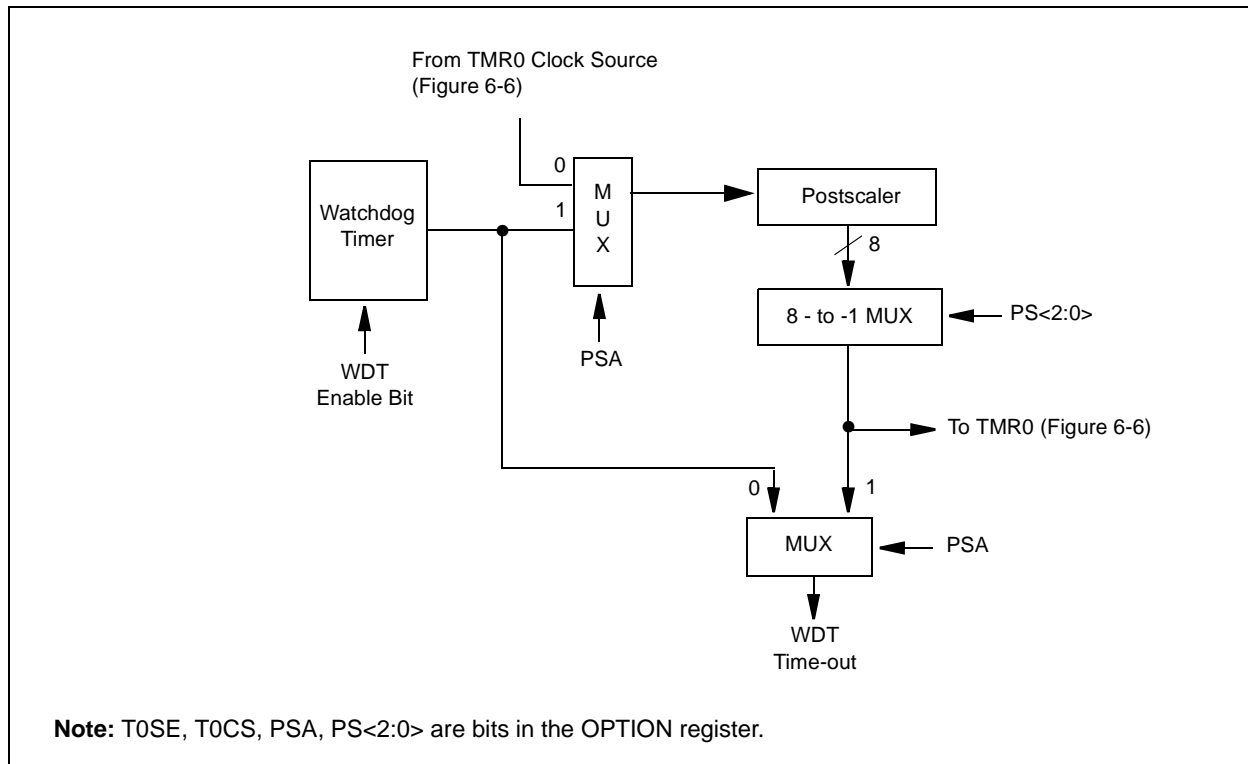 From TMR0 Clock Source
(Figure 6-6)
0
M
U
X
1
Watchdog
Timer
Postscaler
8
8 - to -1 MUX
PS<2:0>
PSA
WDT
Enable Bit
To TMR0 (Figure 6-6)
0
1
MUX
PSA
WDT
Time-out
Note: T0SE, T0CS, PSA, PS<2:0> are bits in the OPTION register.